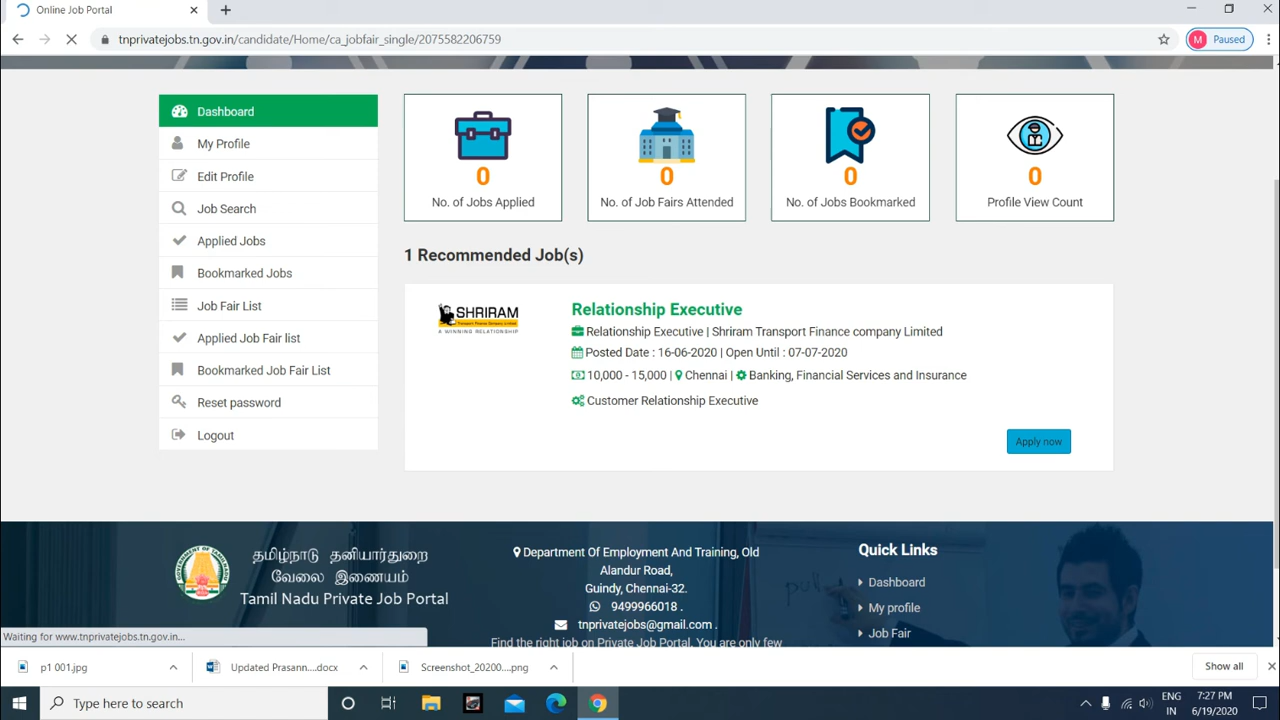 Online Job Portal
tnprivatejobs.tn.gov.in/candidate/Home/ca_jobfair_single/2075582206759
M Paused
Dashboard
My Profile
Edit Profile
Job Search
Applied Jobs
Bookmarked Jobs
Job Fair List
Applied Job Fair list
Bookmarked Job Fair List
Reset password
Logout
0
No. of Jobs Applied
0
No. of Job Fairs Attended
0
No. of Jobs Bookmarked
0
Profile View Count
1 Recommended Job(s)
SHRIRAM
A WINNING RELATIONSHIP
Relationship Executive
Relationship Executive | Shriram Transport Finance company Limited
Posted Date : 16-06-2020 | Open Until : 07-07-2020
10,000 - 15,000 | Chennai | Banking, Financial Services and Insurance
Customer Relationship Executive
Apply now
தமிழ்நாடு தனியார்துறை
வேலை இணையம்
Tamil Nadu Private Job Portal
Department Of Employment And Training, Old
Alandur Road,
Guindy, Chennai-32.
9499966018 .
tnprivatejobs@gmail.com .
Find the right job on Private Job Portal. You are only few
Quick Links
Dashboard
My profile
Job Fair
Waiting for www.tnprivatejobs.tn.gov.in...
p1 001.jpg
Updated Prasann....docx
Screenshot_20200....png
Show all
Type here to search
ENG
IN
7:27 PM
6/19/2020